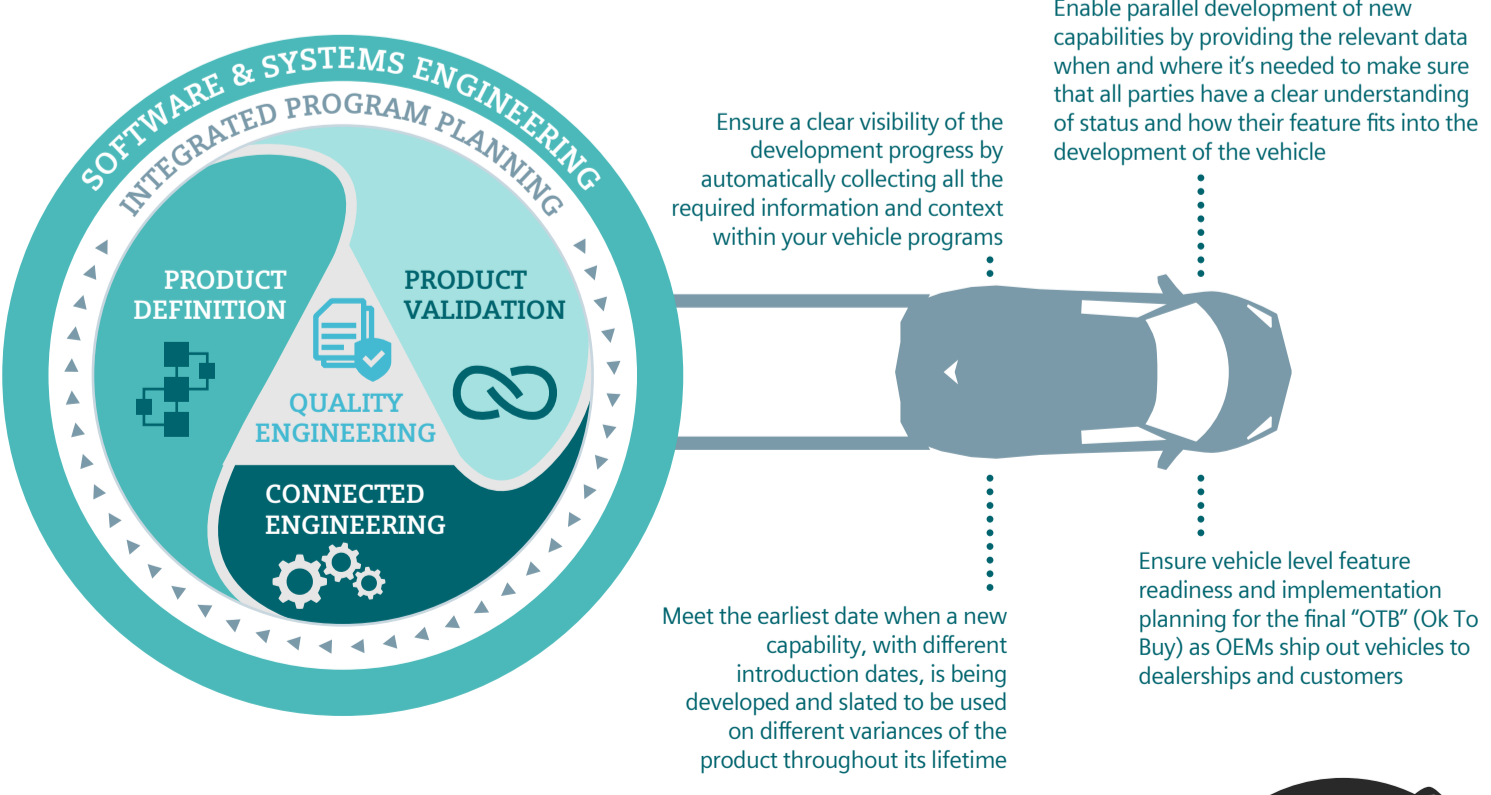 SOFTWARE & SYSTEMS ENGINEERING
INTEGRATED PROGRAM PLANNING
PRODUCT
DEFINITION
PRODUCT
VALIDATION
QUALITY
ENGINEERING
CONNECTED
ENGINEERING
Ensure a clear visibility of the
development progress by
automatically collecting all the
required information and context
within your vehicle programs
Enable parallel development of new
capabilities by providing the relevant data
when and where it’s needed to make sure
that all parties have a clear understanding
of status and how their feature fits into the
development of the vehicle
Meet the earliest date when a new
capability, with different
introduction dates, is being
developed and slated to be used
on different variances of the
product throughout its lifetime
Ensure vehicle level feature
readiness and implementation
planning for the final “OTB” (Ok To
Buy) as OEMs ship out vehicles to
dealerships and customers